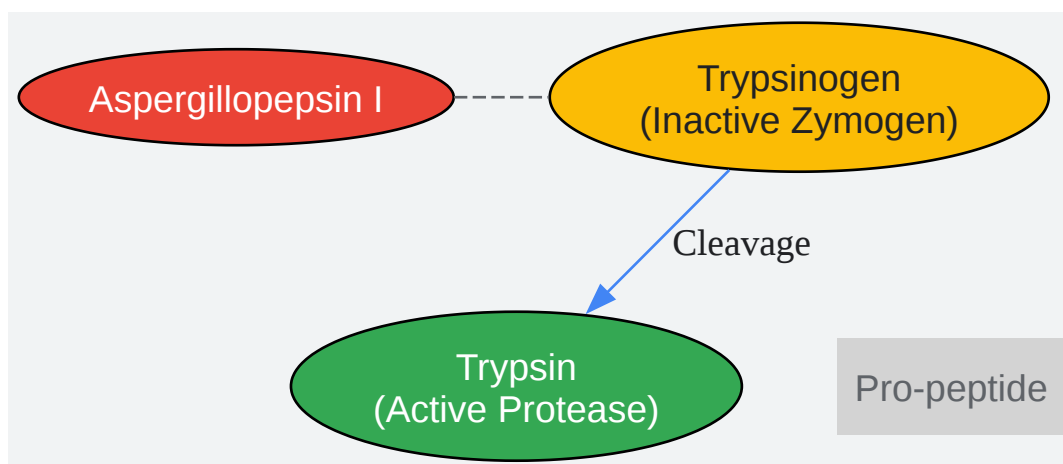 Aspergillopepsin I
Trypsinogen
(Inactive Zymogen)
Cleavage
Trypsin
(Active Protease)
Pro-peptide